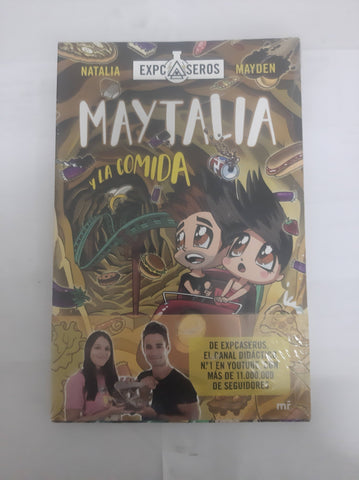 NATALIA EXPCASEROS MAYDEN
MAYTALIA
Y LA COMIDA
DE EXPCASEROS,
EL CANAL DIDÁCTICO
Nº1 EN YOUTUBE CON
MÁS DE 11.000.000
DE SEGUIDORES
mr